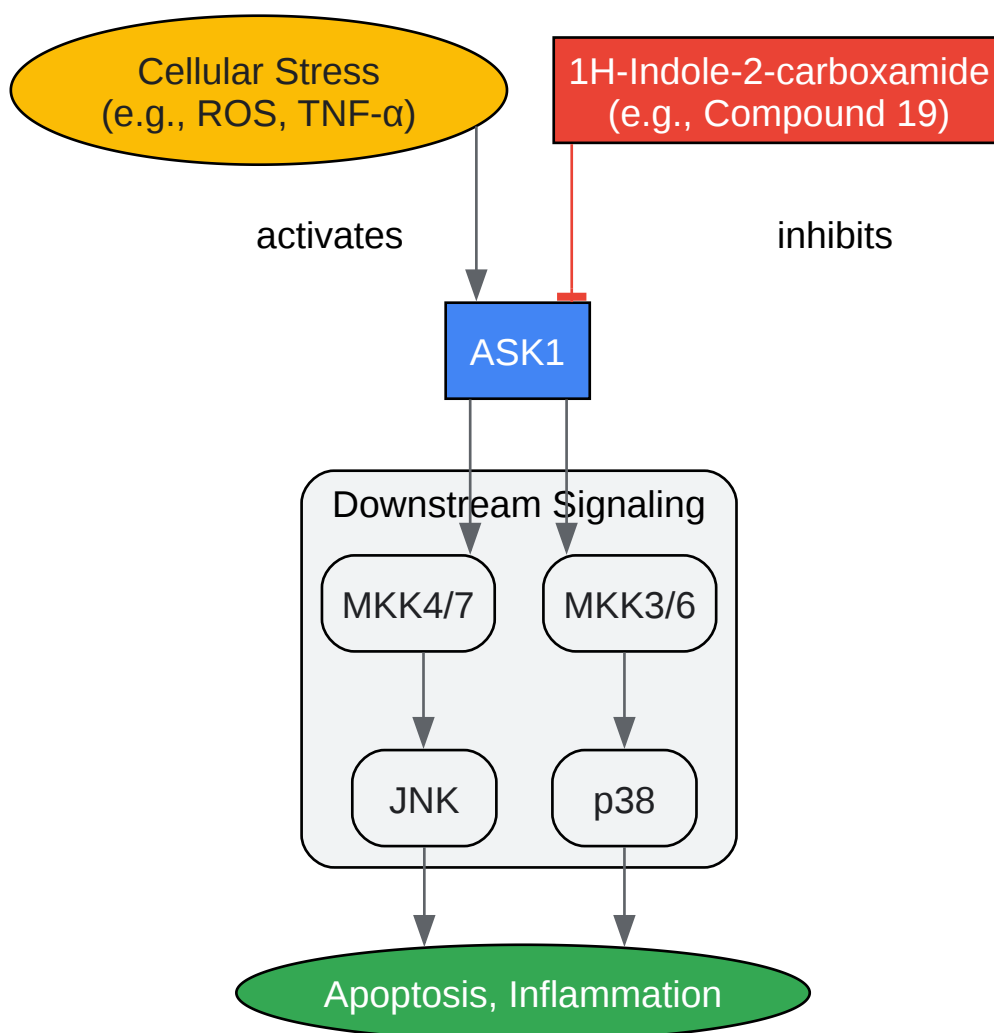 Cellular Stress
(e.g., ROS, TNF-α)
1H-Indole-2-carboxamide
(e.g., Compound 19)
activates
inhibits
ASK1
Downstream Signaling
MKK4/7
MKK3/6
JNK
p38
Apoptosis, Inflammation